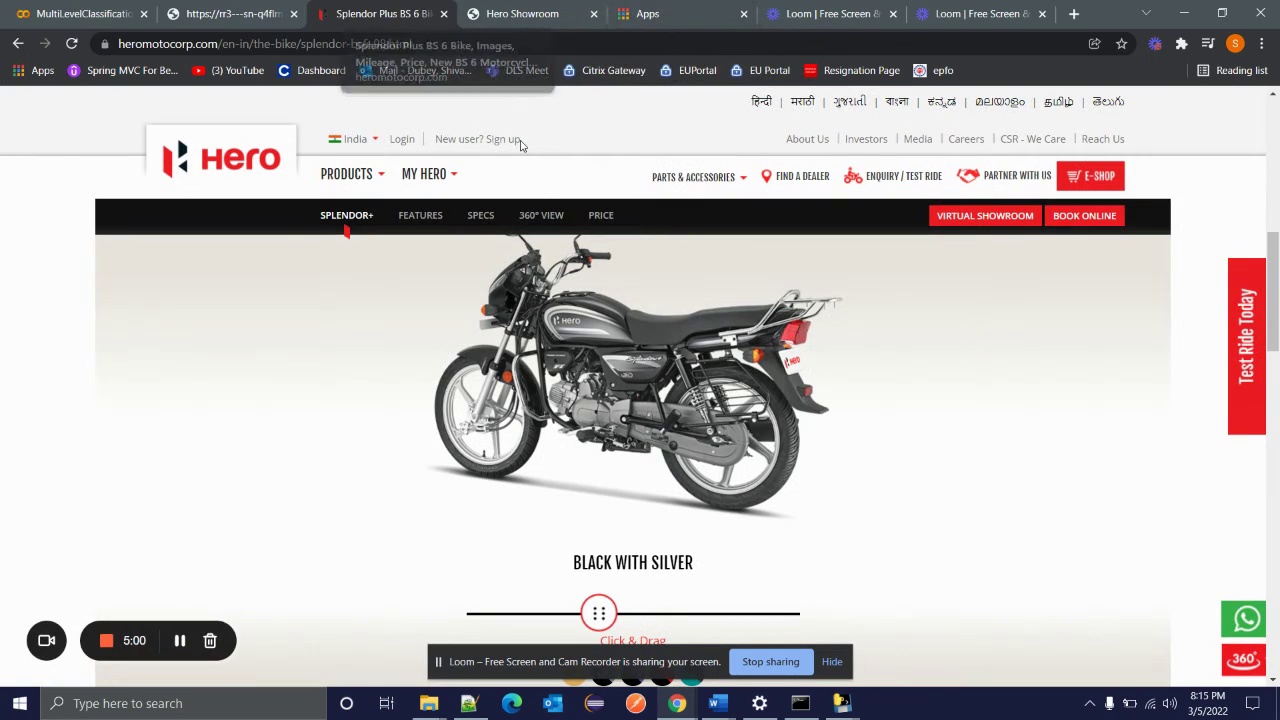 MultiLevelClassificati
https://r3---sn-q4fl6n
Splendor Plus BS 6 Bi
Hero Showroom
Apps
Loom | Free Screen &
Loom | Free Screen &
heromotocorp.com/en-in/the-bike/splendor-
Apps
Spring MVC For Be...
(3) YouTube
Dashboard
Mail - Dubey, Shiva...
DLS Meet
Citrix Gateway
EUPortal
EU Portal
Resignation Page
epfo
Reading list
Splendor Plus BS 6 Bike, Images,
Mileage, Price, New BS 6 Motorcycl...
heromotocorp.com
हिन्दी
मराठी
ગુજરાતી
বাংলা
ಕನ್ನಡ
മലയാളം
தமிழ்
తెలుగు
India
Login
New user? Sign up
About Us
Investors
Media
Careers
CSR - We Care
Reach Us
Hero
PRODUCTS
MY HERO
PARTS & ACCESSORIES
FIND A DEALER
ENQUIRY / TEST RIDE
PARTNER WITH US
E-SHOP
SPLENDOR+
FEATURES
SPECS
360° VIEW
PRICE
VIRTUAL SHOWROOM
BOOK ONLINE
Hero
Splendor+
Hero
Test Ride Today
BLACK WITH SILVER
Click & Drag
5:00
360°
Loom – Free Screen and Cam Recorder is sharing your screen.
Stop sharing
Hide
Type here to search
8:15 PM
3/5/2022